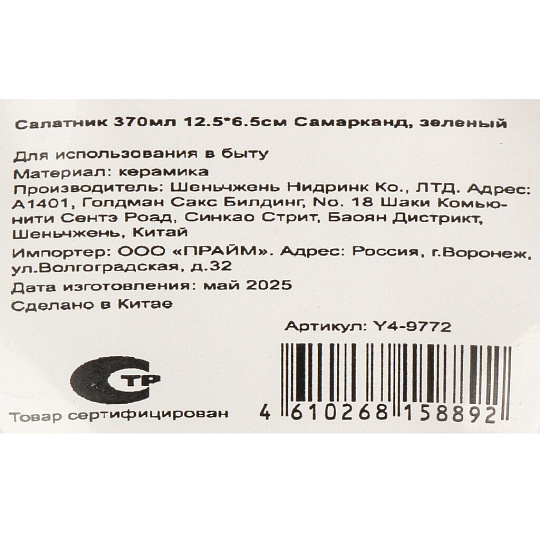 Салатник 370мл 12.5*6.5см Самарканд, зеленый
Для использования в быту
Материал: керамика
Производитель: Шеньчжень Нидринк Ко., ЛТД. Адрес:
А1401, Голдман Сакс Билдинг, No. 18 Шаки Комью-
нити Сентэ Роад, Синкао Стрит, Баоян Дистрикт,
Шеньчжень, Китай
Импортер: ООО «ПРАЙМ». Адрес: Россия, г.Воронеж,
ул.Волгоградская, д.32
Дата изготовления: май 2025
Сделано в Китае
Артикул: Y4-9772
СТР
Товар сертифицирован
4 610268 158892